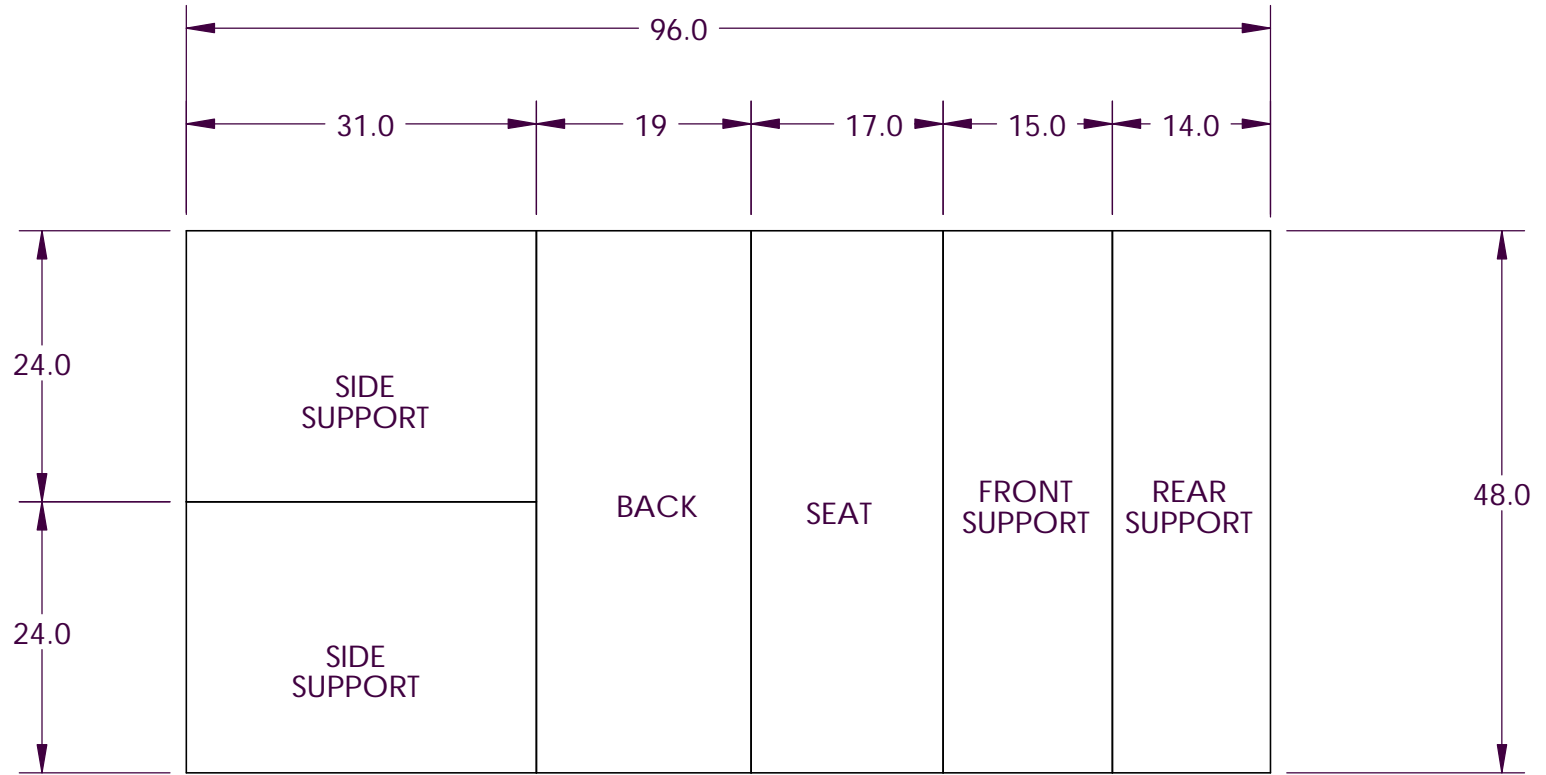 96.0
31.0
19
17.0
15.0
14.0
24.0
SIDE
SUPPORT
BACK
SEAT
FRONT
SUPPORT
REAR
SUPPORT
48.0
24.0
SIDE
SUPPORT